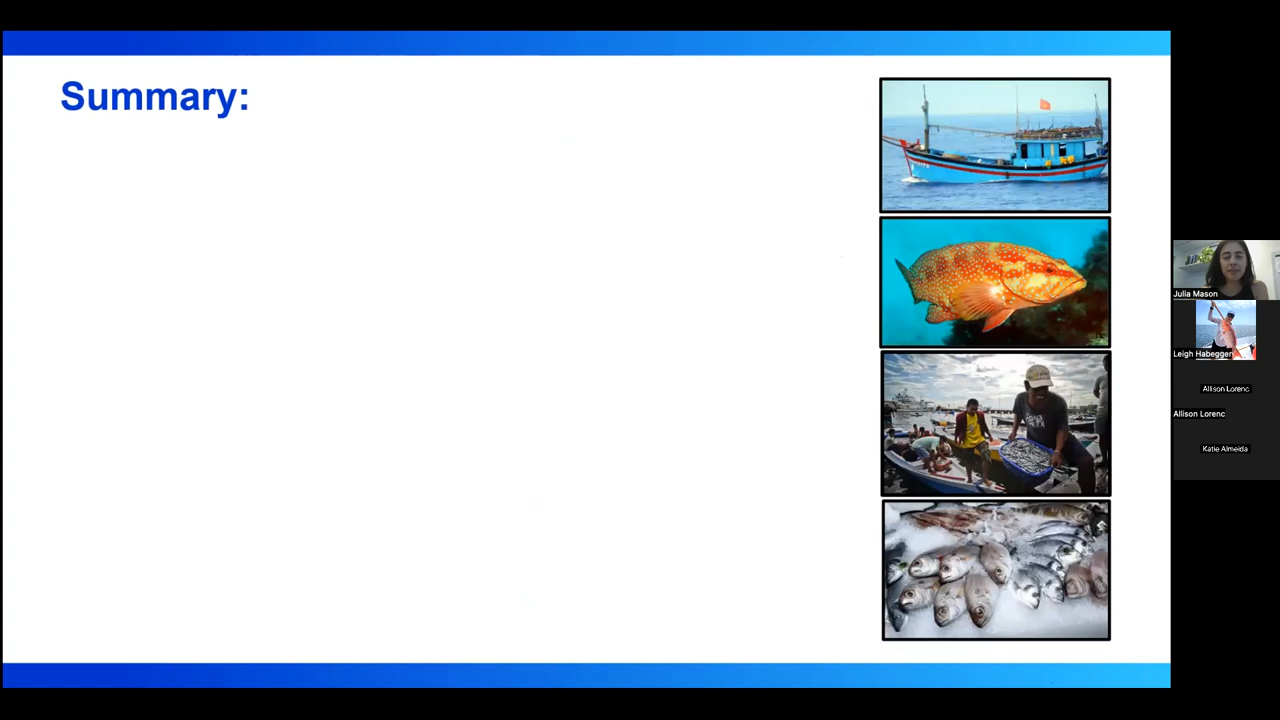 Summary:
Julia Mason
Leigh Habegger
Allison Lorenc
Allison Lorenc
Katie Almeida